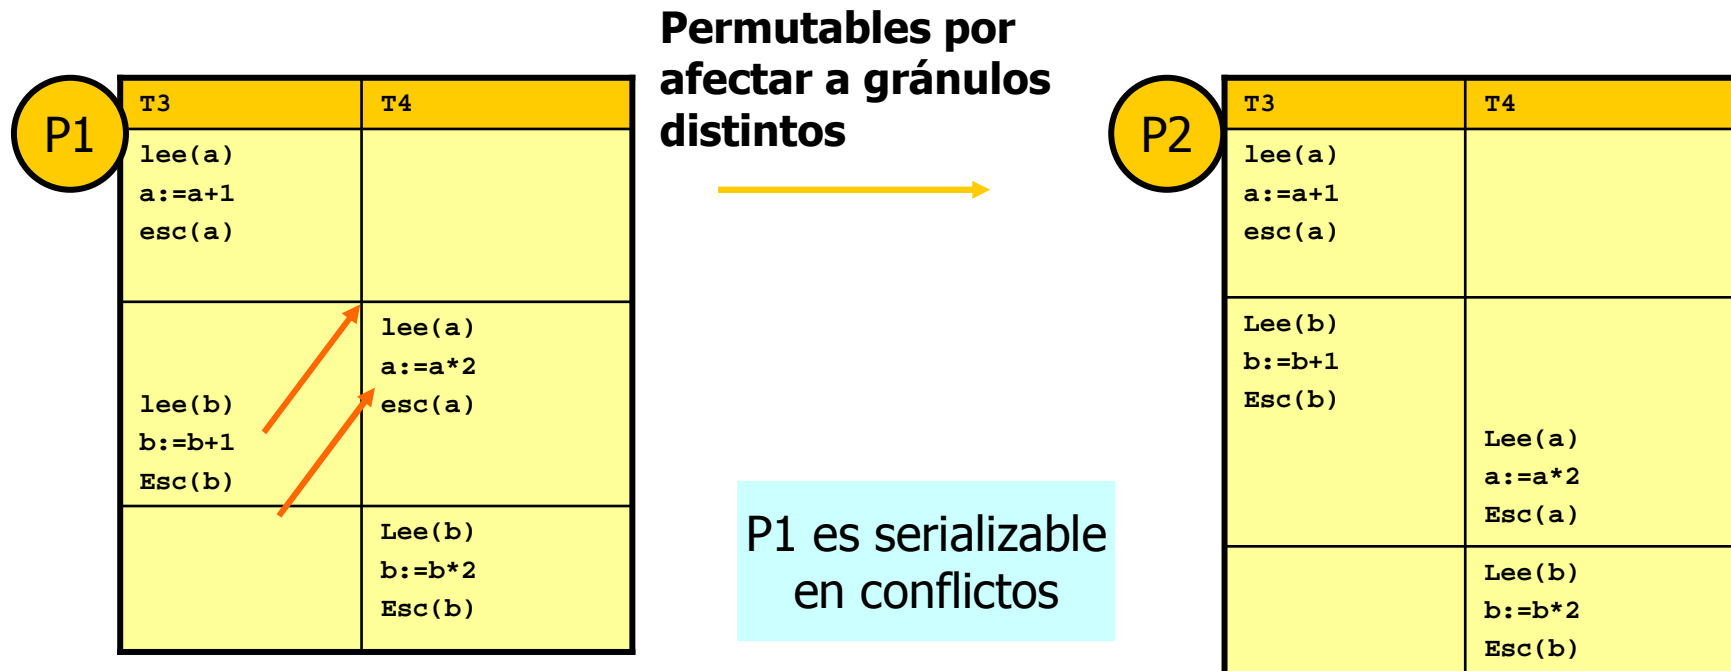 Permutables por
afectar a gránulos
distintos
P1
T3 T4
lee(a)
a:=a+1
esc(a)
lee(a)
a:=a*2
esc(a)
lee(b)
b:=b+1
Esc(b)
Lee(b)
b:=b*2
Esc(b)
P1 es serializable
en conflictos
P2
T3 T4
lee(a)
a:=a+1
esc(a)
Lee(b)
b:=b+1
Esc(b)
Lee(a)
a:=a*2
Esc(a)
Lee(b)
b:=b*2
Esc(b)